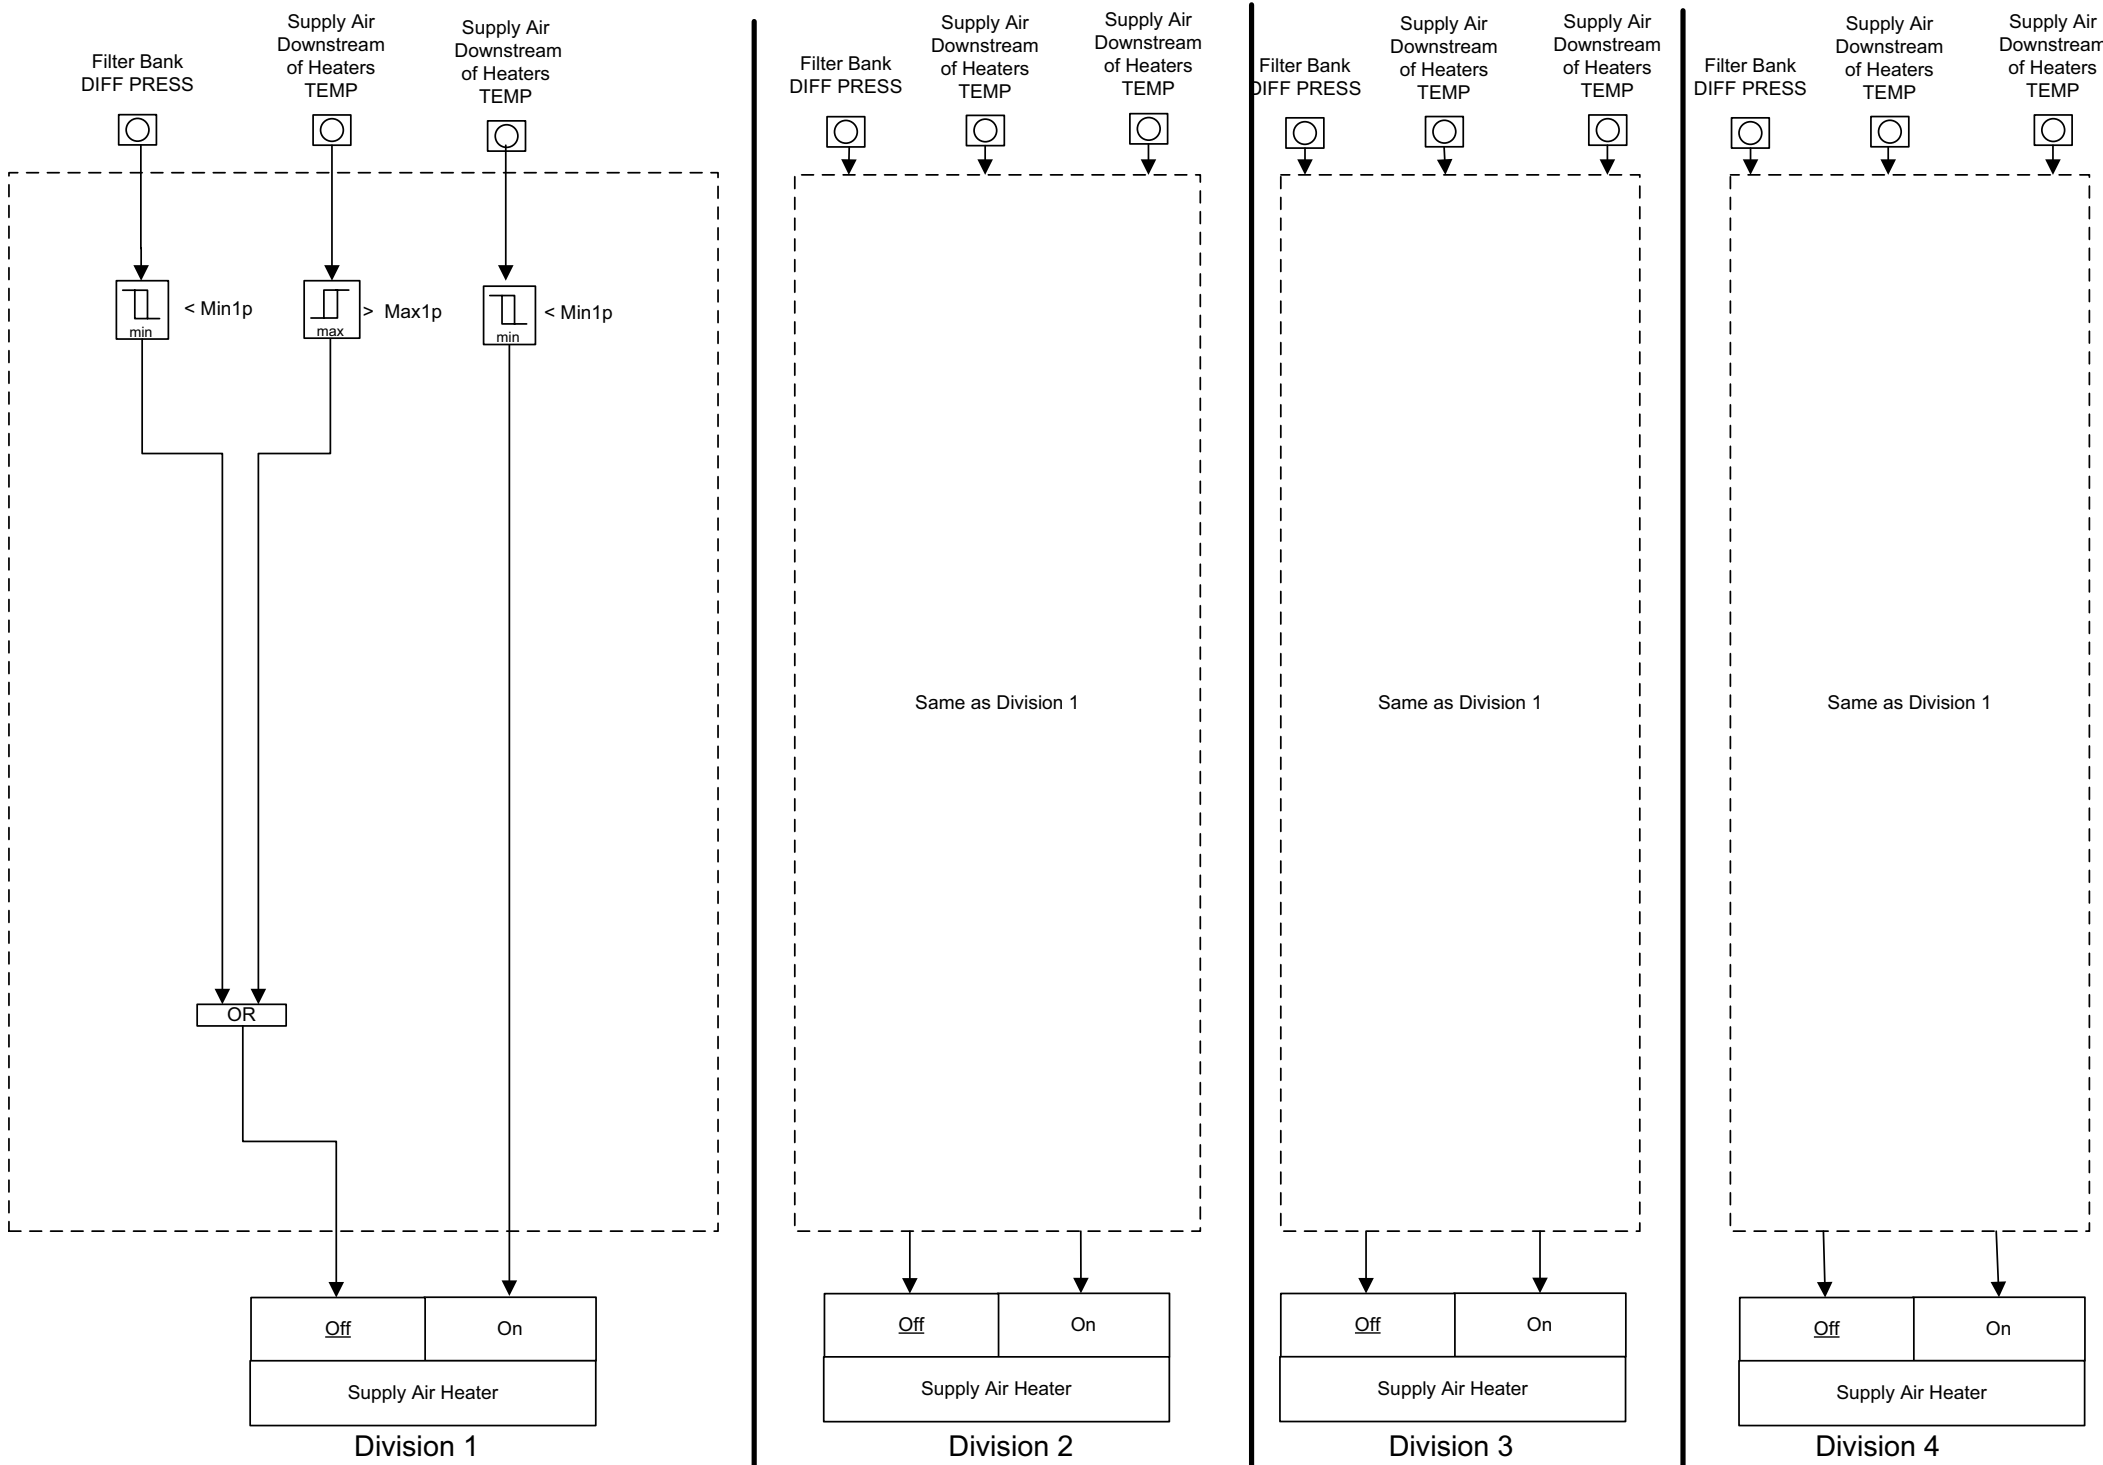 Filter Bank
DIFF PRESS
Supply Air
Downstream
of Heaters
TEMP
Supply Air
Downstream
of Heaters
TEMP
min
< Min1p
max
> Max1p
min
< Min1p
OR
Off
On
Supply Air Heater
Division 1
Filter Bank
DIFF PRESS
Supply Air
Downstream
of Heaters
TEMP
Supply Air
Downstream
of Heaters
TEMP
Same as Division 1
Off
On
Supply Air Heater
Division 2
Filter Bank
DIFF PRESS
Supply Air
Downstream
of Heaters
TEMP
Supply Air
Downstream
of Heaters
TEMP
Same as Division 1
Off
On
Supply Air Heater
Division 3
Filter Bank
DIFF PRESS
Supply Air
Downstream
of Heaters
TEMP
Supply Air
Downstream
of Heaters
TEMP
Same as Division 1
Off
On
Supply Air Heater
Division 4